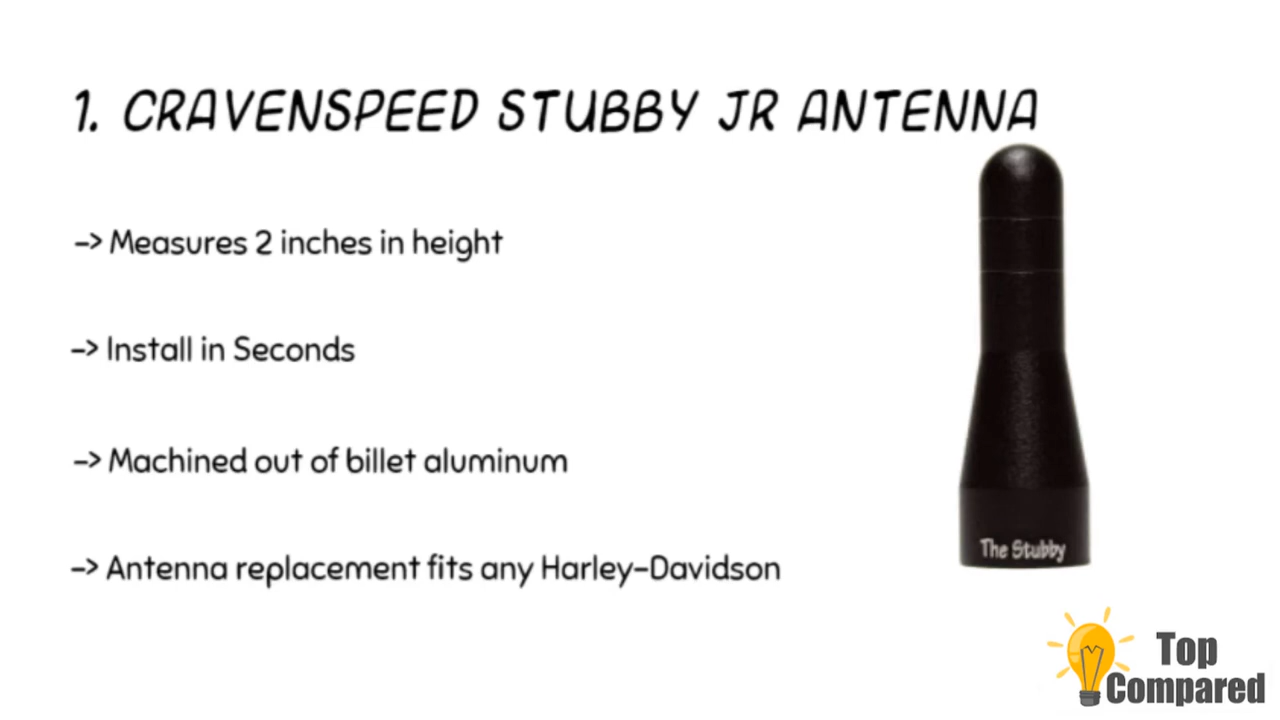 1. CRAVENSPEED STUBBY JR ANTENNA
-> Measures 2 inches in height
-> Install in Seconds
-> Machined out of billet aluminum
-> Antenna replacement fits any Harley-Davidson
The Stubby
Top
Compared